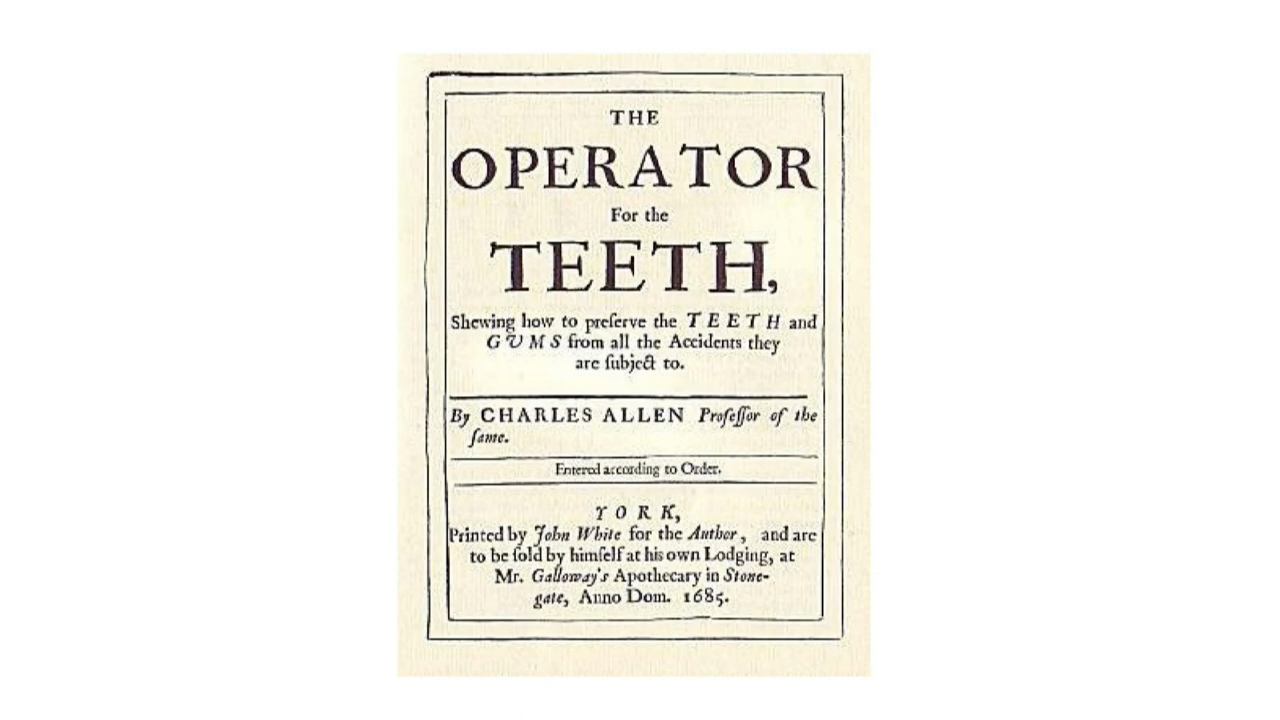 THE
OPERATOR
For the
TEETH,
Shewing how to preſerve the TEETH and
GVMS from all the Accidents they
are ſubject to.
By CHARLES ALLEN Profeſſor of the
ſame.
Entered according to Order.
YORK,
Printed by John White for the Author, and are
to be ſold by himſelf at his own Lodging, at
Mr. Galloway's Apothecary in Stone-
gate, Anno Dom. 1685.